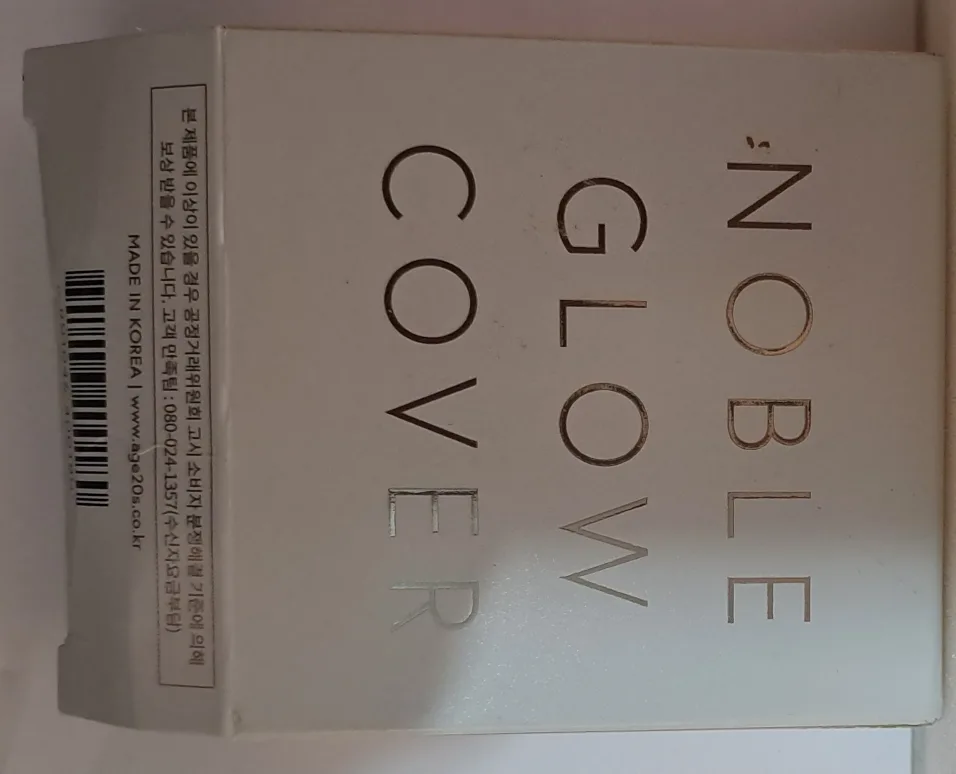 NOBLE
GLOW
COVER
본 제품에 이상이 있을 경우 공정거래위원회 고시 소비자 분쟁해결 기준에 의해
보상 받을 수 있습니다. 고객 만족팀 : 080-024-1357(수신자요금부담)
MADE IN KOREA | www.age20s.co.kr